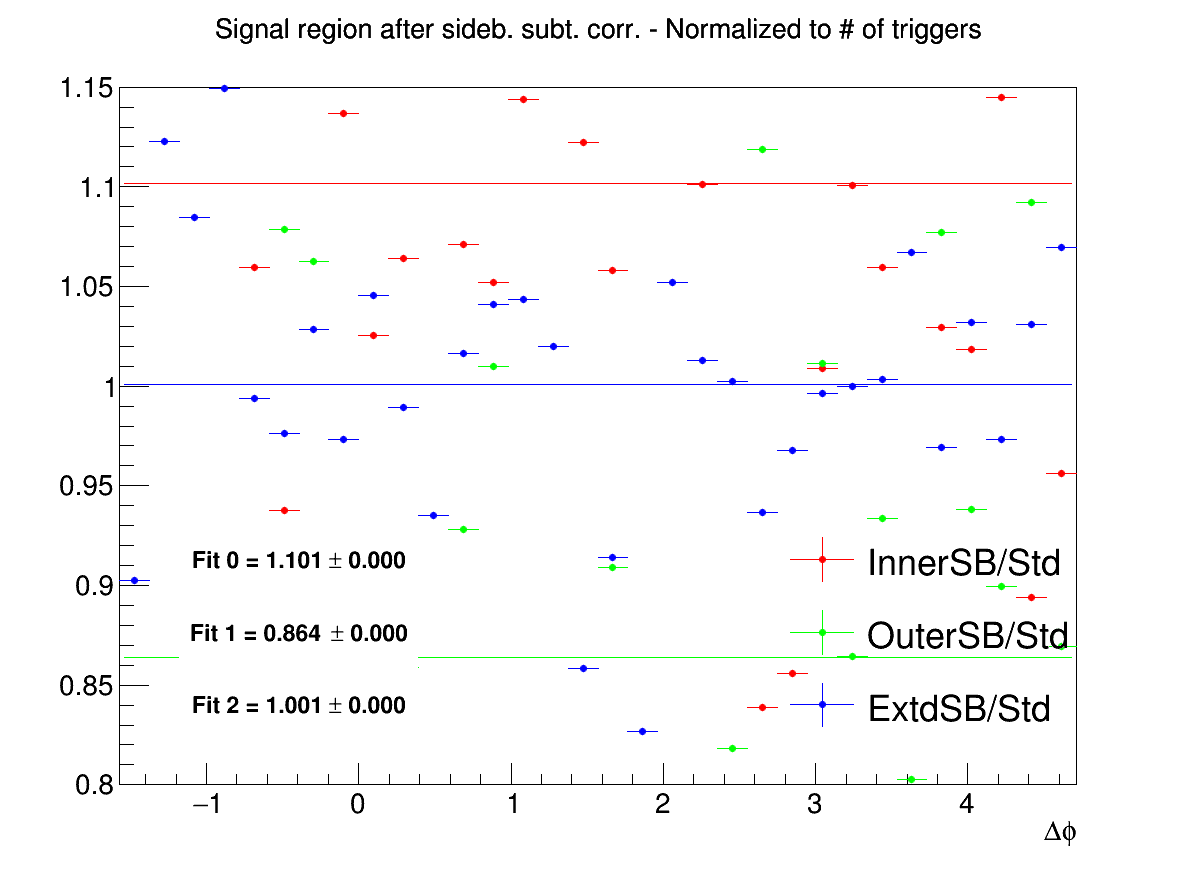 Signal region after sideb. subt. corr. - Normalized to # of triggers
1.15
1.1
1.05
1
0.95
0.9
0.85
0.8
Fit 0 = 1.101 ± 0.000
Fit 1 = 0.864 ± 0.000
Fit 2 = 1.001 ± 0.000
InnerSB/Std
OuterSB/Std
ExtdSB/Std
−1 0 1 2 3 4
Δϕ